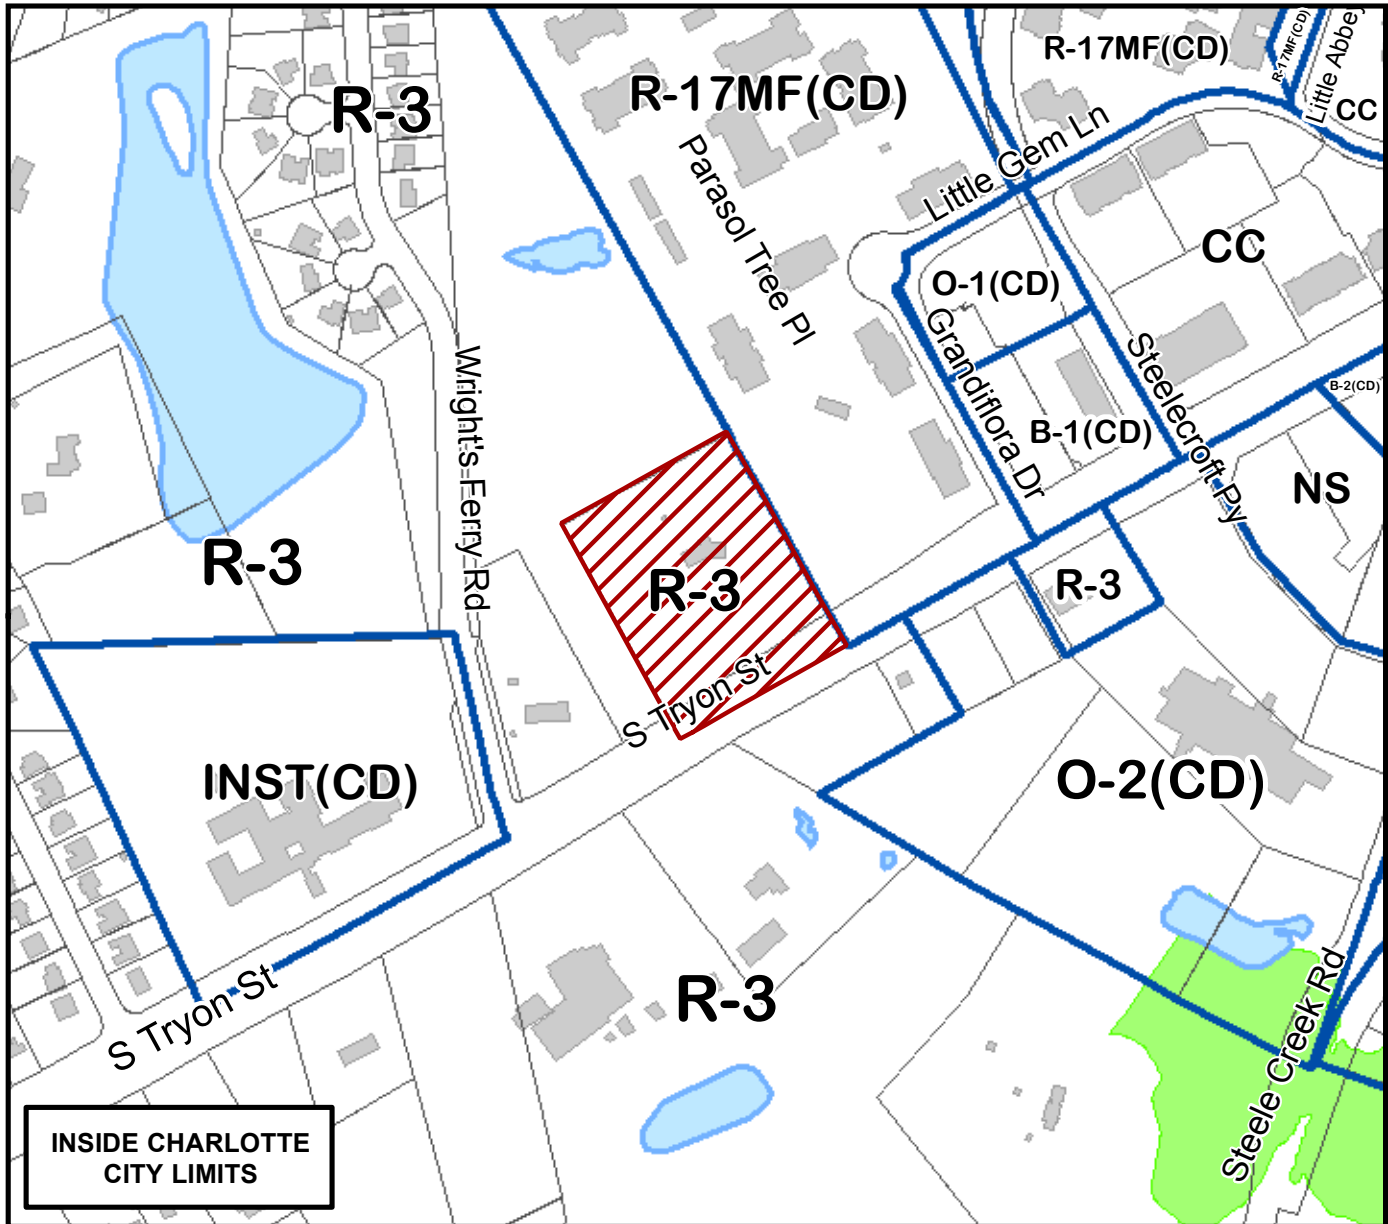 R-17MF(CD)
R-17MF(CD)
Little Abbey
CC
R-3
R-17MF(CD)
Little Gem Ln
Parasol Tree Pl
CC
O-1(CD)
Grandiflora Dr
Steelecroft Py
Wright's Ferry Rd
B-2(CD)
B-1(CD)
NS
R-3
R-3
R-3
S Tryon St
INST(CD)
O-2(CD)
R-3
S Tryon St
Steele Creek Rd
INSIDE CHARLOTTE
CITY LIMITS